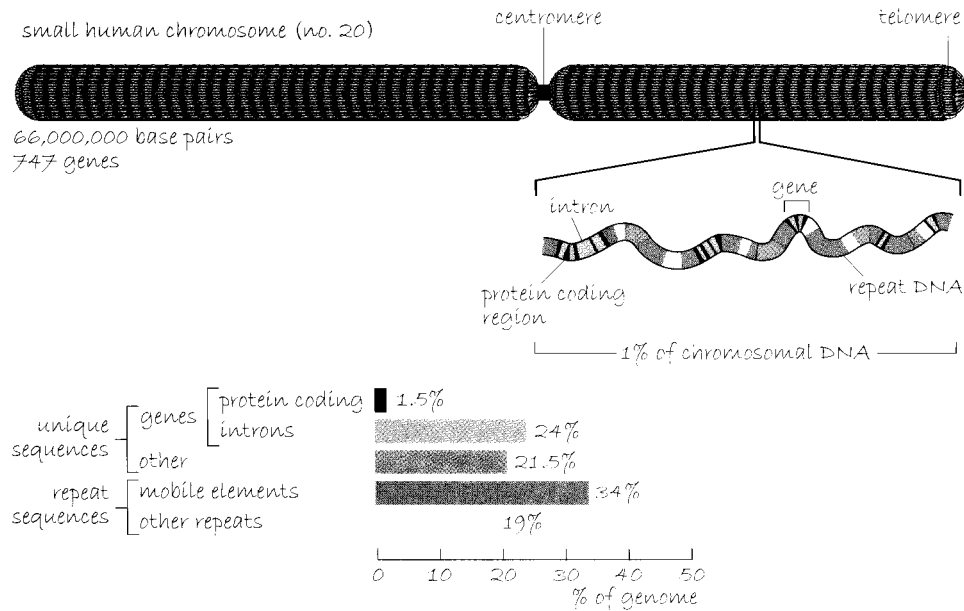 centromere
telomere
small human chromosome (no. 20)
66,000,000 base pairs
747 genes
gene
intron
protein coding
region
repeat DNA
1% of chromosomal DNA
unique
sequences
genes
protein coding
1.5%
introns
24%
other
21.5%
repeat
sequences
mobile elements
34%
other repeats
19%
0 10 20 30 40 50
% of genome